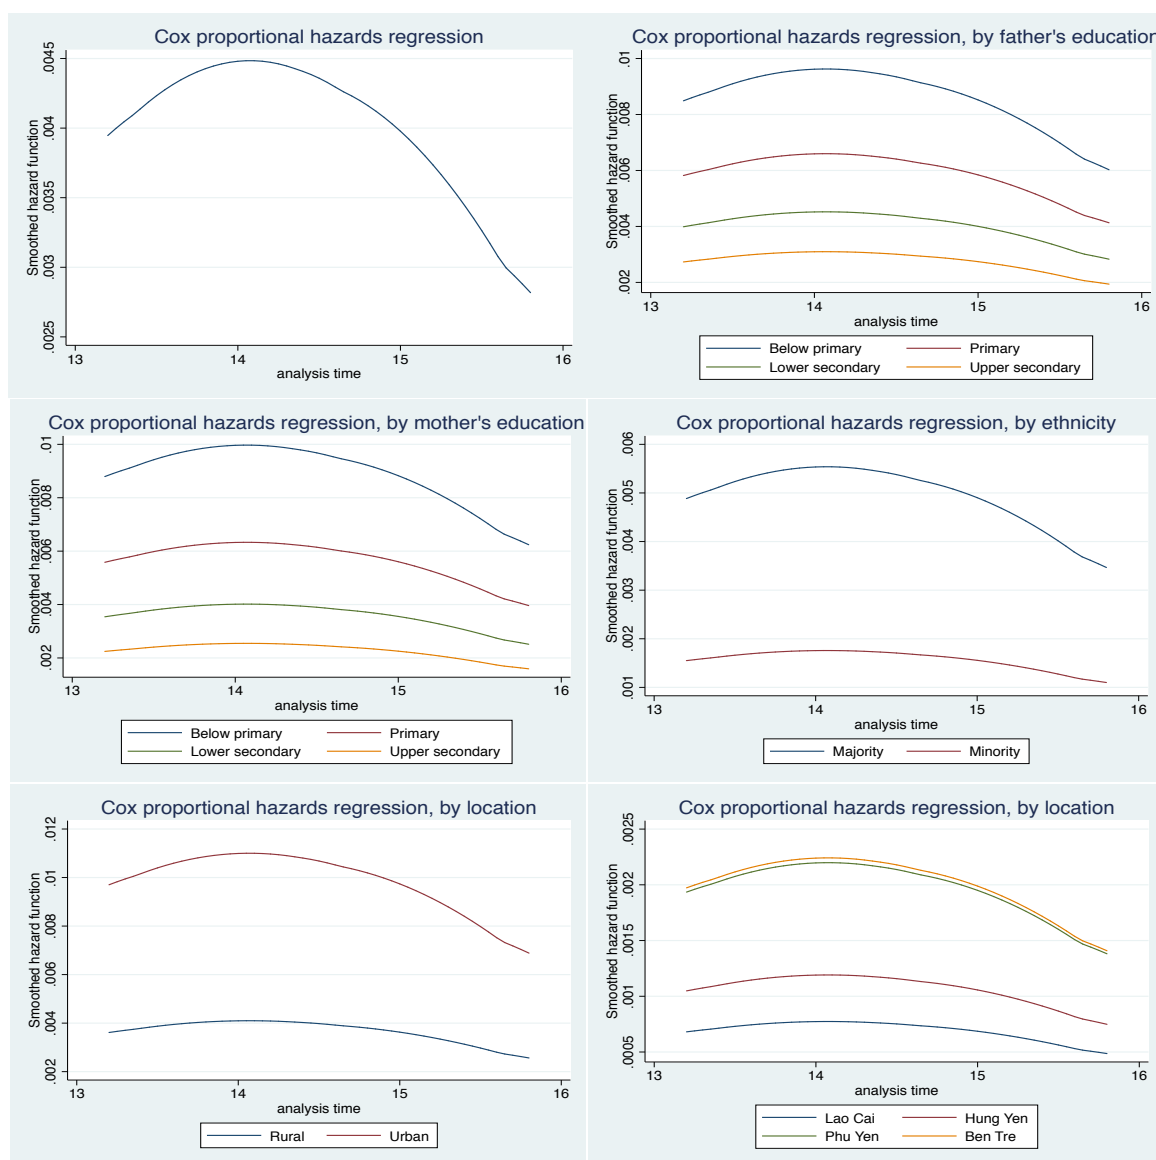 Cox proportional hazards regression
Smoothed hazard function
.0045
.004
.0035
.003
.0025
13 14 15 16
analysis time
Cox proportional hazards regression, by father's education
Smoothed hazard function
.01
.008
.006
.004
.002
13 14 15 16
analysis time
Below primary Primary
Lower secondary Upper secondary
Cox proportional hazards regression, by mother's education
Smoothed hazard function
.01
.008
.006
.004
.002
13 14 15 16
analysis time
Below primary Primary
Lower secondary Upper secondary
Cox proportional hazards regression, by ethnicity
Smoothed hazard function
.006
.005
.004
.003
.002
.001
13 14 15 16
analysis time
Majority Minority
Cox proportional hazards regression, by location
Smoothed hazard function
.012
.01
.008
.006
.004
.002
13 14 15 16
analysis time
Rural Urban
Cox proportional hazards regression, by location
Smoothed hazard function
.0025
.002
.0015
.001
.0005
13 14 15 16
analysis time
Lao Cai Hung Yen
Phu Yen Ben Tre